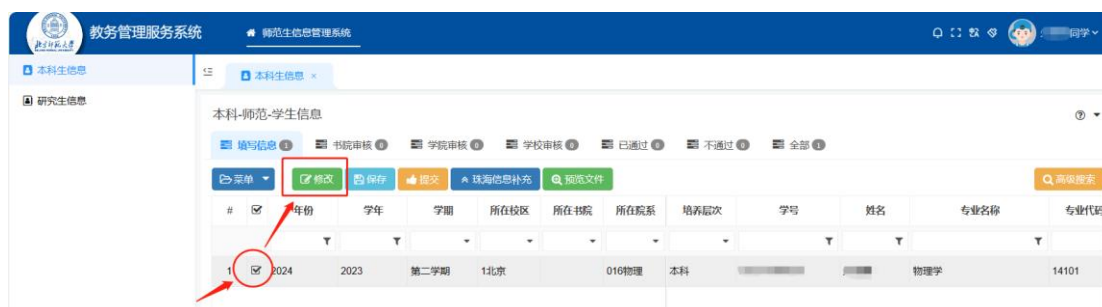 教务管理服务系统 师范生信息管理系统 同学
本科生信息 本科生信息 ×
研究生信息
本科-师范-学生信息
填写信息 1 书院审核 0 学院审核 0 学校审核 0 已通过 0 不通过 0 全部 1
菜单 修改 保存 提交 珠海信息补充 预览文件 高级搜索
# 年份 学年 学期 所在校区 所在书院 所在院系 培养层次 学号 姓名 专业名称 专业代码
1 2024 2023 第二学期 1北京 016物理 本科 物理学 14101